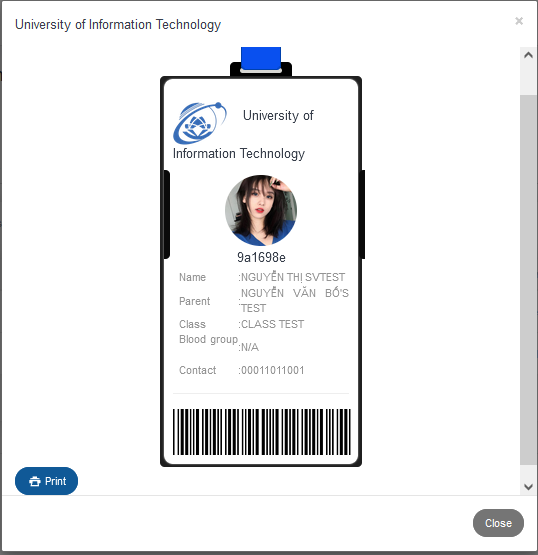 University of Information Technology
×
University of
Information Technology
9a1698e
Name :NGUYỄN THỊ SVTEST
Parent :NGUYỄN VĂN BỐ'S
TEST
Class :CLASS TEST
Blood group :N/A
Contact :00011011001
Print
Close